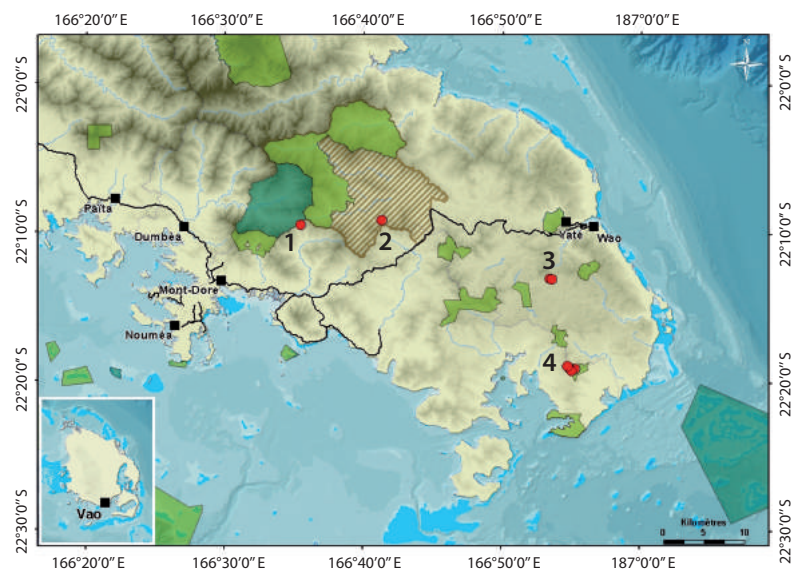 166°20'0" E 166°30'0" E 166°40'0" E 166°50'0" E 187°0'0" E
22°0'0" S 22°0'0" S
N
Païta
22°10'0" S 22°10'0" S
Dumbéa
1
2
Yaté
Wao
3
Mont-Dore
Nouméa
4
22°20'0" S 22°20'0" S
Vao
22°30'0" S 22°30'0" S
Kilomètres
0 5 10
166°20'0" E 166°30'0" E 166°40'0" E 166°50'0" E 187°0'0" E